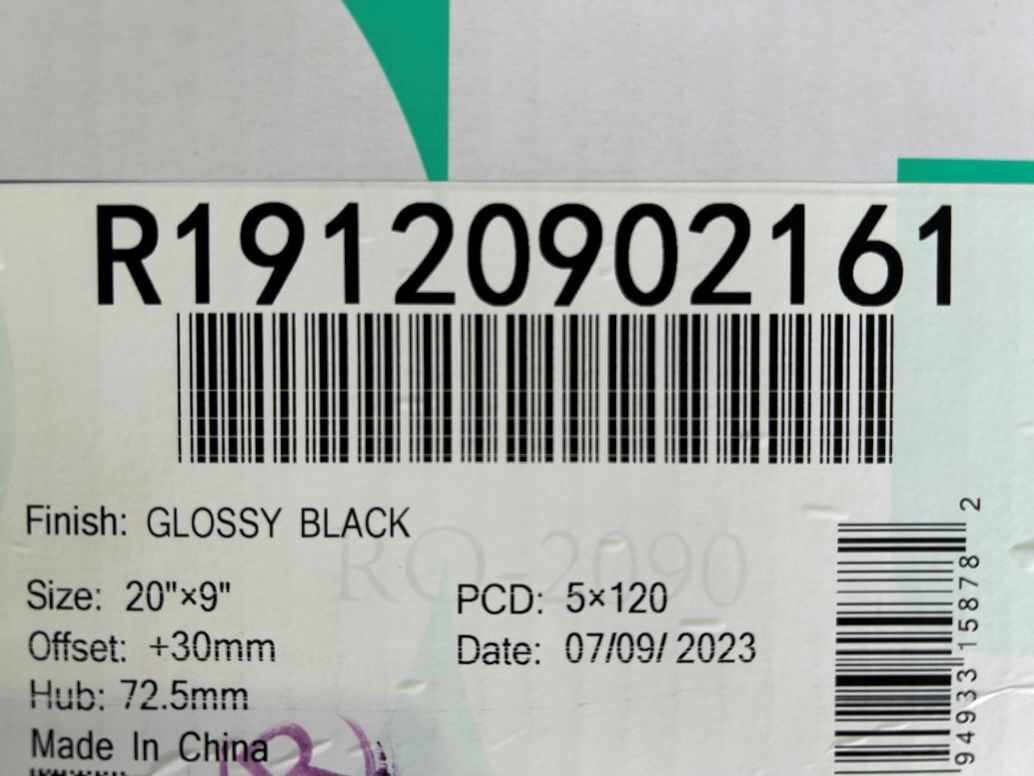 R19120902161
Finish: GLOSSY BLACK
RO-2090
Size: 20"×9"
PCD: 5×120
Offset: +30mm
Date: 07/09/ 2023
Hub: 72.5mm
Made In China
94933 15878 2